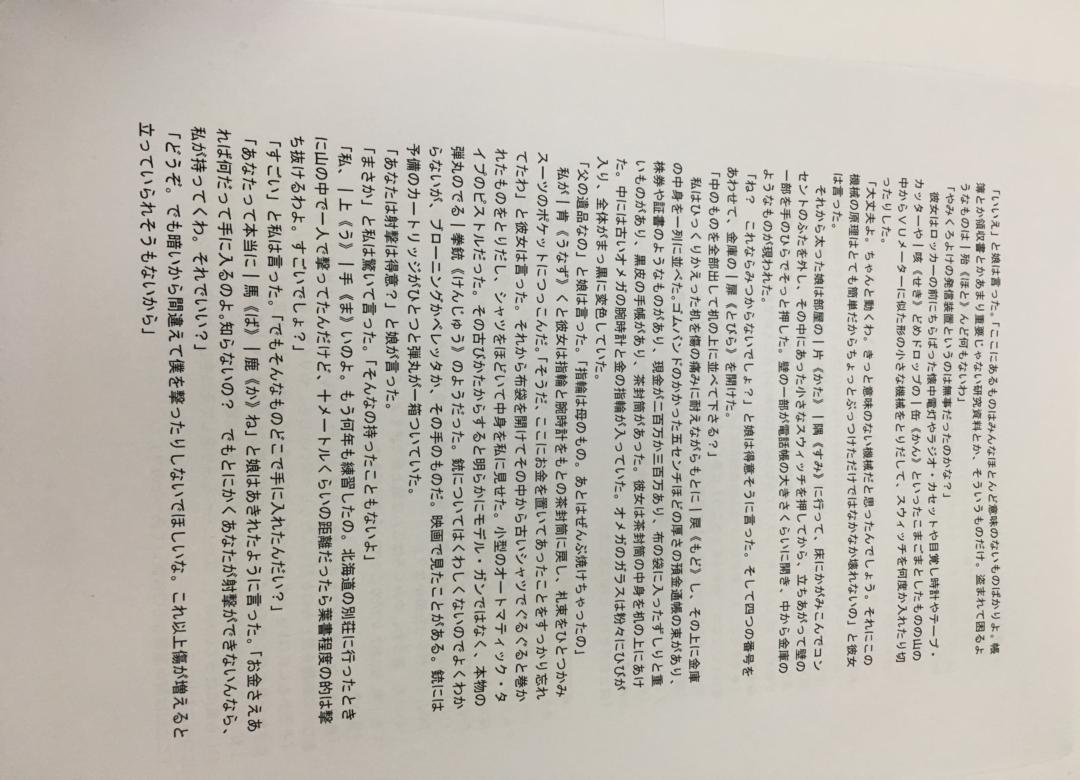 「いいえ」と娘は言った。「ここにあるものはみんなほとんど意味のないものばかりよ。帳
簿とか領収書とかあまり重要じゃない研究資料とか、そういうものだけ。盗まれて困るよ
うなものは｜殆《ほと》んど何もないわ」
「やみくろよけの発信装置というのは無事だったのかな？」
彼女はロッカーの前にちらばった懐中電灯やラジオ・カセットや目覚し時計やテープ・
カッターや｜咳《せき》どめドロップの｜缶《かん》といったこまごまとしたものの山の
中からＶＵメーターに似た形の小さな機械をとりだして、スウィッチを何度か入れたり切
ったりした。
「大丈夫よ。ちゃんと動くわ。きっと意味のない機械だと思ったんでしょう。それにこの
機械の原理はとても簡単だからちょっとぶっつけただけではなかなか壊れないの」と彼女
は言った。
それから太った娘は部屋の｜片《かた》｜隅《すみ》に行って、床にかがみこんでコン
セントのふたを外し、その中にあった小さなスウィッチを押してから、立ちあがって壁の
一部を手のひらでそっと押した。壁の一部が電話帳の大きさくらいに開き、中から金庫の
ようなものが現われた。
「ね？　これならみつからないでしょ？」と娘は得意そうに言った。そして四つの番号を
あわせて、金庫の｜扉《とびら》を開けた。
「中のものを全部出して机の上に並べて下さる？」
私はひっくりかえった机を傷の痛みに耐えながらもとに｜戻《もど》し、その上に金庫
の中身を一列に並べた。ゴムバンドのかかった五センチほどの厚さの預金通帳の束があり、
株券や証書のようなものがあり、現金が二百万か三百万あり、布の袋に入ったずしりと重
いものがあり、黒皮の手帳があり、茶封筒があった。彼女は茶封筒の中身を机の上にあけ
た。中には古いオメガの腕時計と金の指輪が入っていた。オメガのガラスは粉々にひびが
入り、全体がまっ黒に変色していた。
「父の遺品なの」と娘は言った。「指輪は母のもの。あとはぜんぶ焼けちゃったの」
私が｜肯《うなず》くと彼女は指輪と腕時計をもとの茶封筒に戻し、札束をひとつかみ
スーツのポケットにつっこんだ。「そうだ、ここにお金を置いてあったことをすっかり忘れ
てたわ」と彼女は言った。それから布袋を開けてその中から古いシャツでぐるぐると巻か
れたものをとりだし、シャツをほどいて中身を私に見せた。小型のオートマティック・タ
イプのピストルだった。その古びかたからすると明らかにモデル・ガンではなく、本物の
弾丸のでる｜拳銃《けんじゅう》のようだった。銃についてはくわしくないのでよくわか
らないが、ブローニングかベレッタか、その手のものだ。映画で見たことがある。銃には
予備のカートリッジがひとつと弾丸が一箱ついていた。
「あなたは射撃は得意？」と娘が言った。
「まさか」と私は驚いて言った。「そんなの持ったこともないよ」
「私、｜上《う》｜手《ま》いのよ。もう何年も練習したの。北海道の別荘に行ったとき
に山の中で一人で撃ってたんだけど、十メートルくらいの距離だったら葉書程度の的は撃
ち抜けるわよ。すごいでしょ？」
「すごい」と私は言った。「でもそんなものどこで手に入れたんだい？」
「あなたって本当に｜馬《ば》｜鹿《か》ね」と娘はあきれたように言った。「お金さえあ
れば何だって手に入るのよ。知らないの？　でもとにかくあなたが射撃ができないんなら、
私が持ってくわ。それでいい？」
「どうぞ。でも暗いから間違えて僕を撃ったりしないでほしいな。これ以上傷が増えると
立っていられそうもないから」